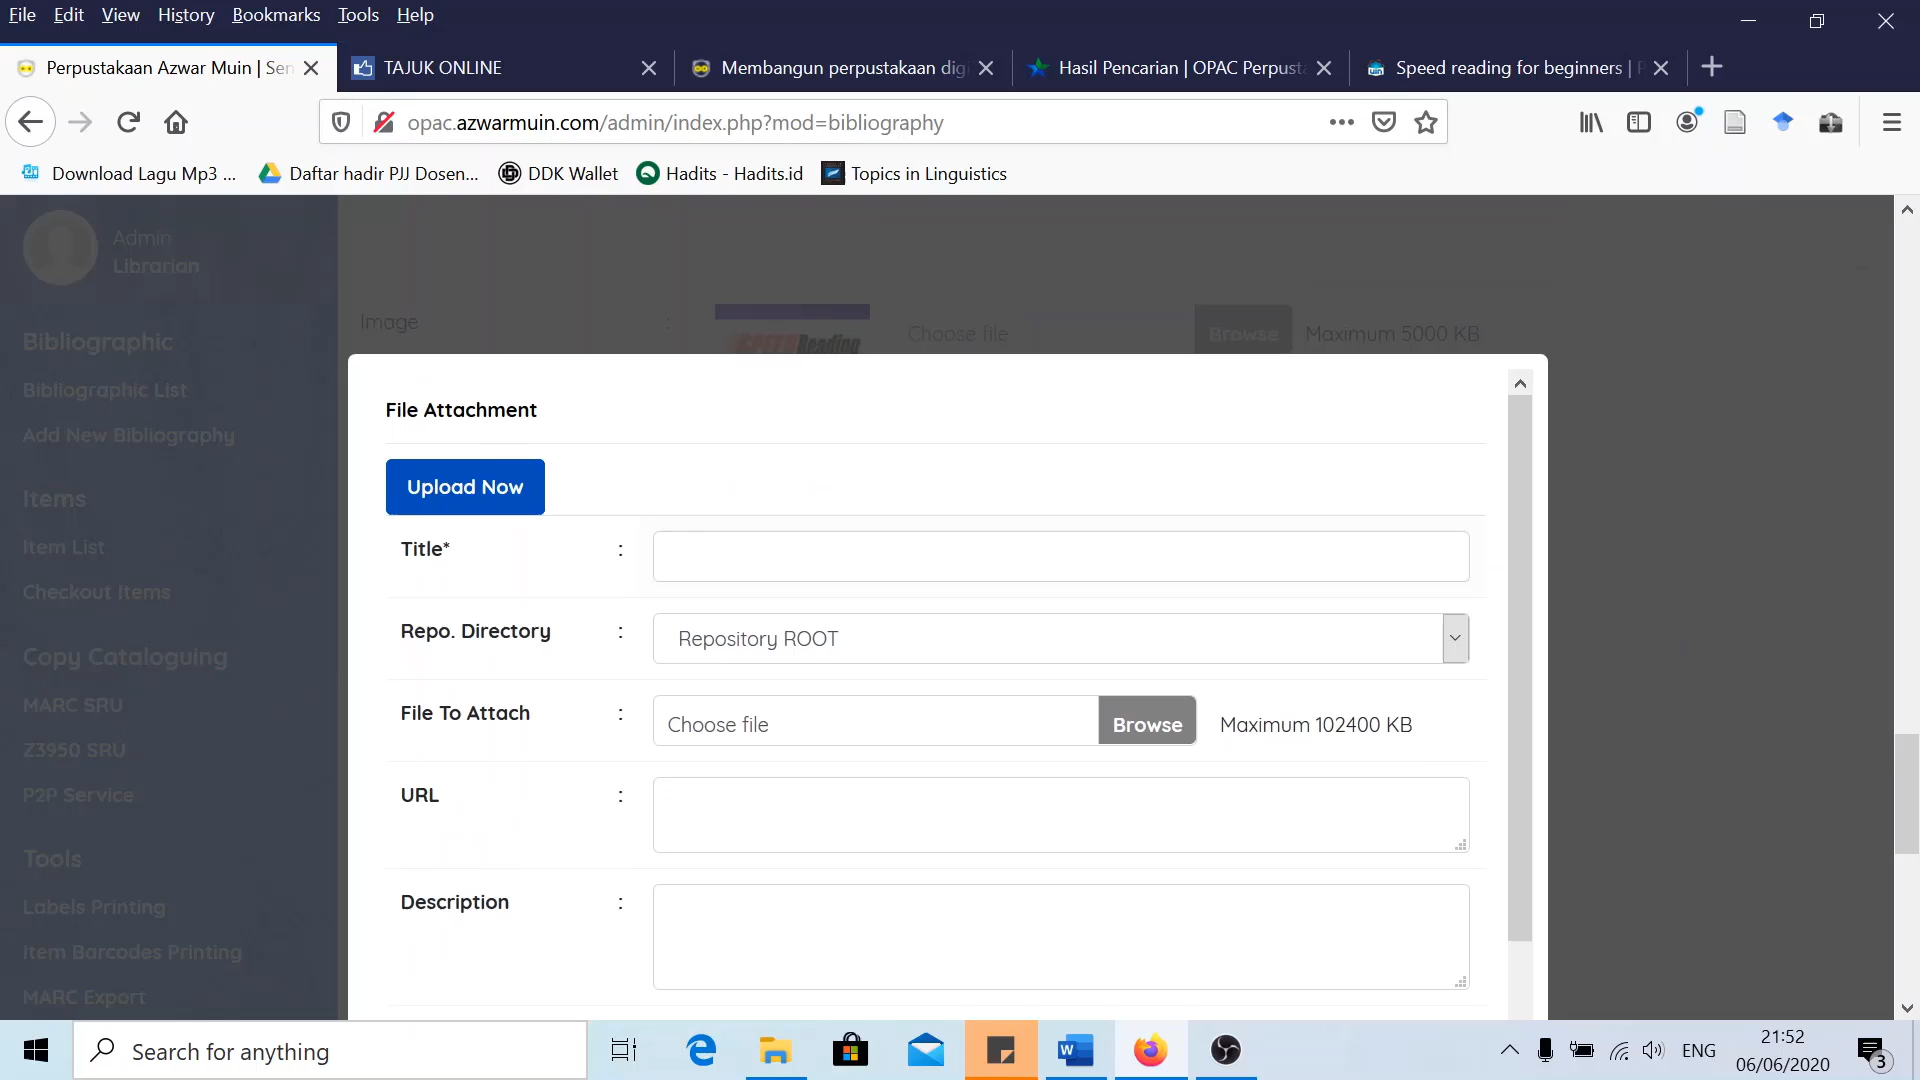 File Edit View History Bookmarks Tools Help
Perpustakaan Azwar Muin | Sen
TAJUK ONLINE
Membangun perpustakaan digi
Hasil Pencarian | OPAC Perpusta
Speed reading for beginners | P
opac.azwarmuin.com/admin/index.php?mod=bibliography
Download Lagu Mp3 ... Daftar hadir PJJ Dosen... DDK Wallet Hadits - Hadits.id Topics in Linguistics
Admin
Librarian
Bibliographic
Bibliographic List
Add New Bibliography
Items
Item List
Checkout Items
Copy Cataloguing
MARC SRU
Z3950 SRU
P2P Service
Tools
Labels Printing
Item Barcodes Printing
MARC Export
Image : Choose file Browse Maximum 5000 KB
SPEED Reading
File Attachment
Upload Now
Title* :
Repo. Directory : Repository ROOT
File To Attach : Choose file Browse Maximum 102400 KB
URL :
Description :
Search for anything
ENG
21:52
06/06/2020
3